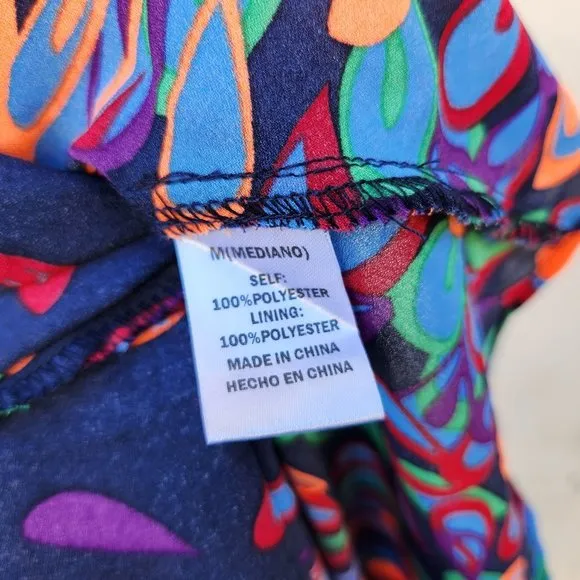 M(MEDIANO)
SELF:
100%POLYESTER
LINING:
100%POLYESTER
MADE IN CHINA
HECHO EN CHINA